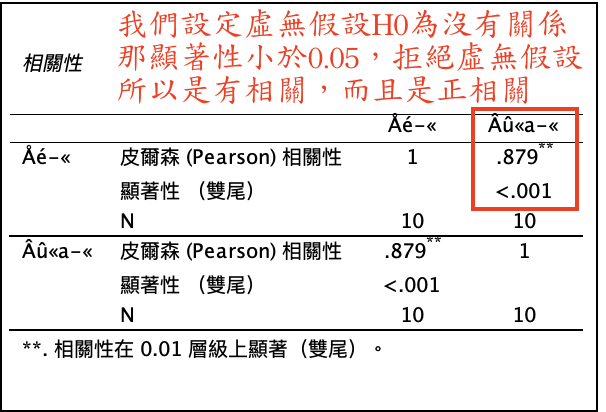 我們設定虛無假設H0為沒有關係
那顯著性小於0.05，拒絕虛無假設
所以是有相關，而且是正相關
相關性
Åé-« Âû«a-«
Åé-« 皮爾森 (Pearson) 相關性 1 .879**
顯著性 （雙尾） <.001
N 10 10
Âû«a-« 皮爾森 (Pearson) 相關性 .879** 1
顯著性 （雙尾） <.001
N 10 10
**. 相關性在 0.01 層級上顯著（雙尾）。